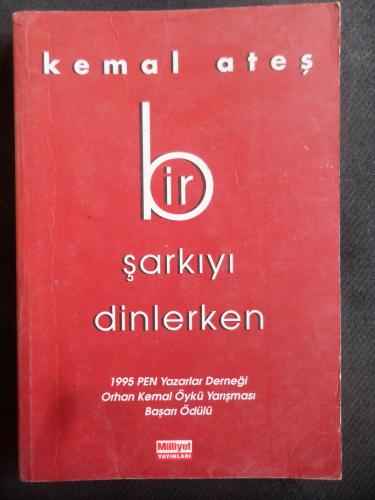 kemal ateş
bir
şarkıyı
dinlerken
1995 PEN Yazarlar Derneği
Orhan Kemal Öykü Yarışması
Başarı Ödülü
Milliyet
YAYINLARI